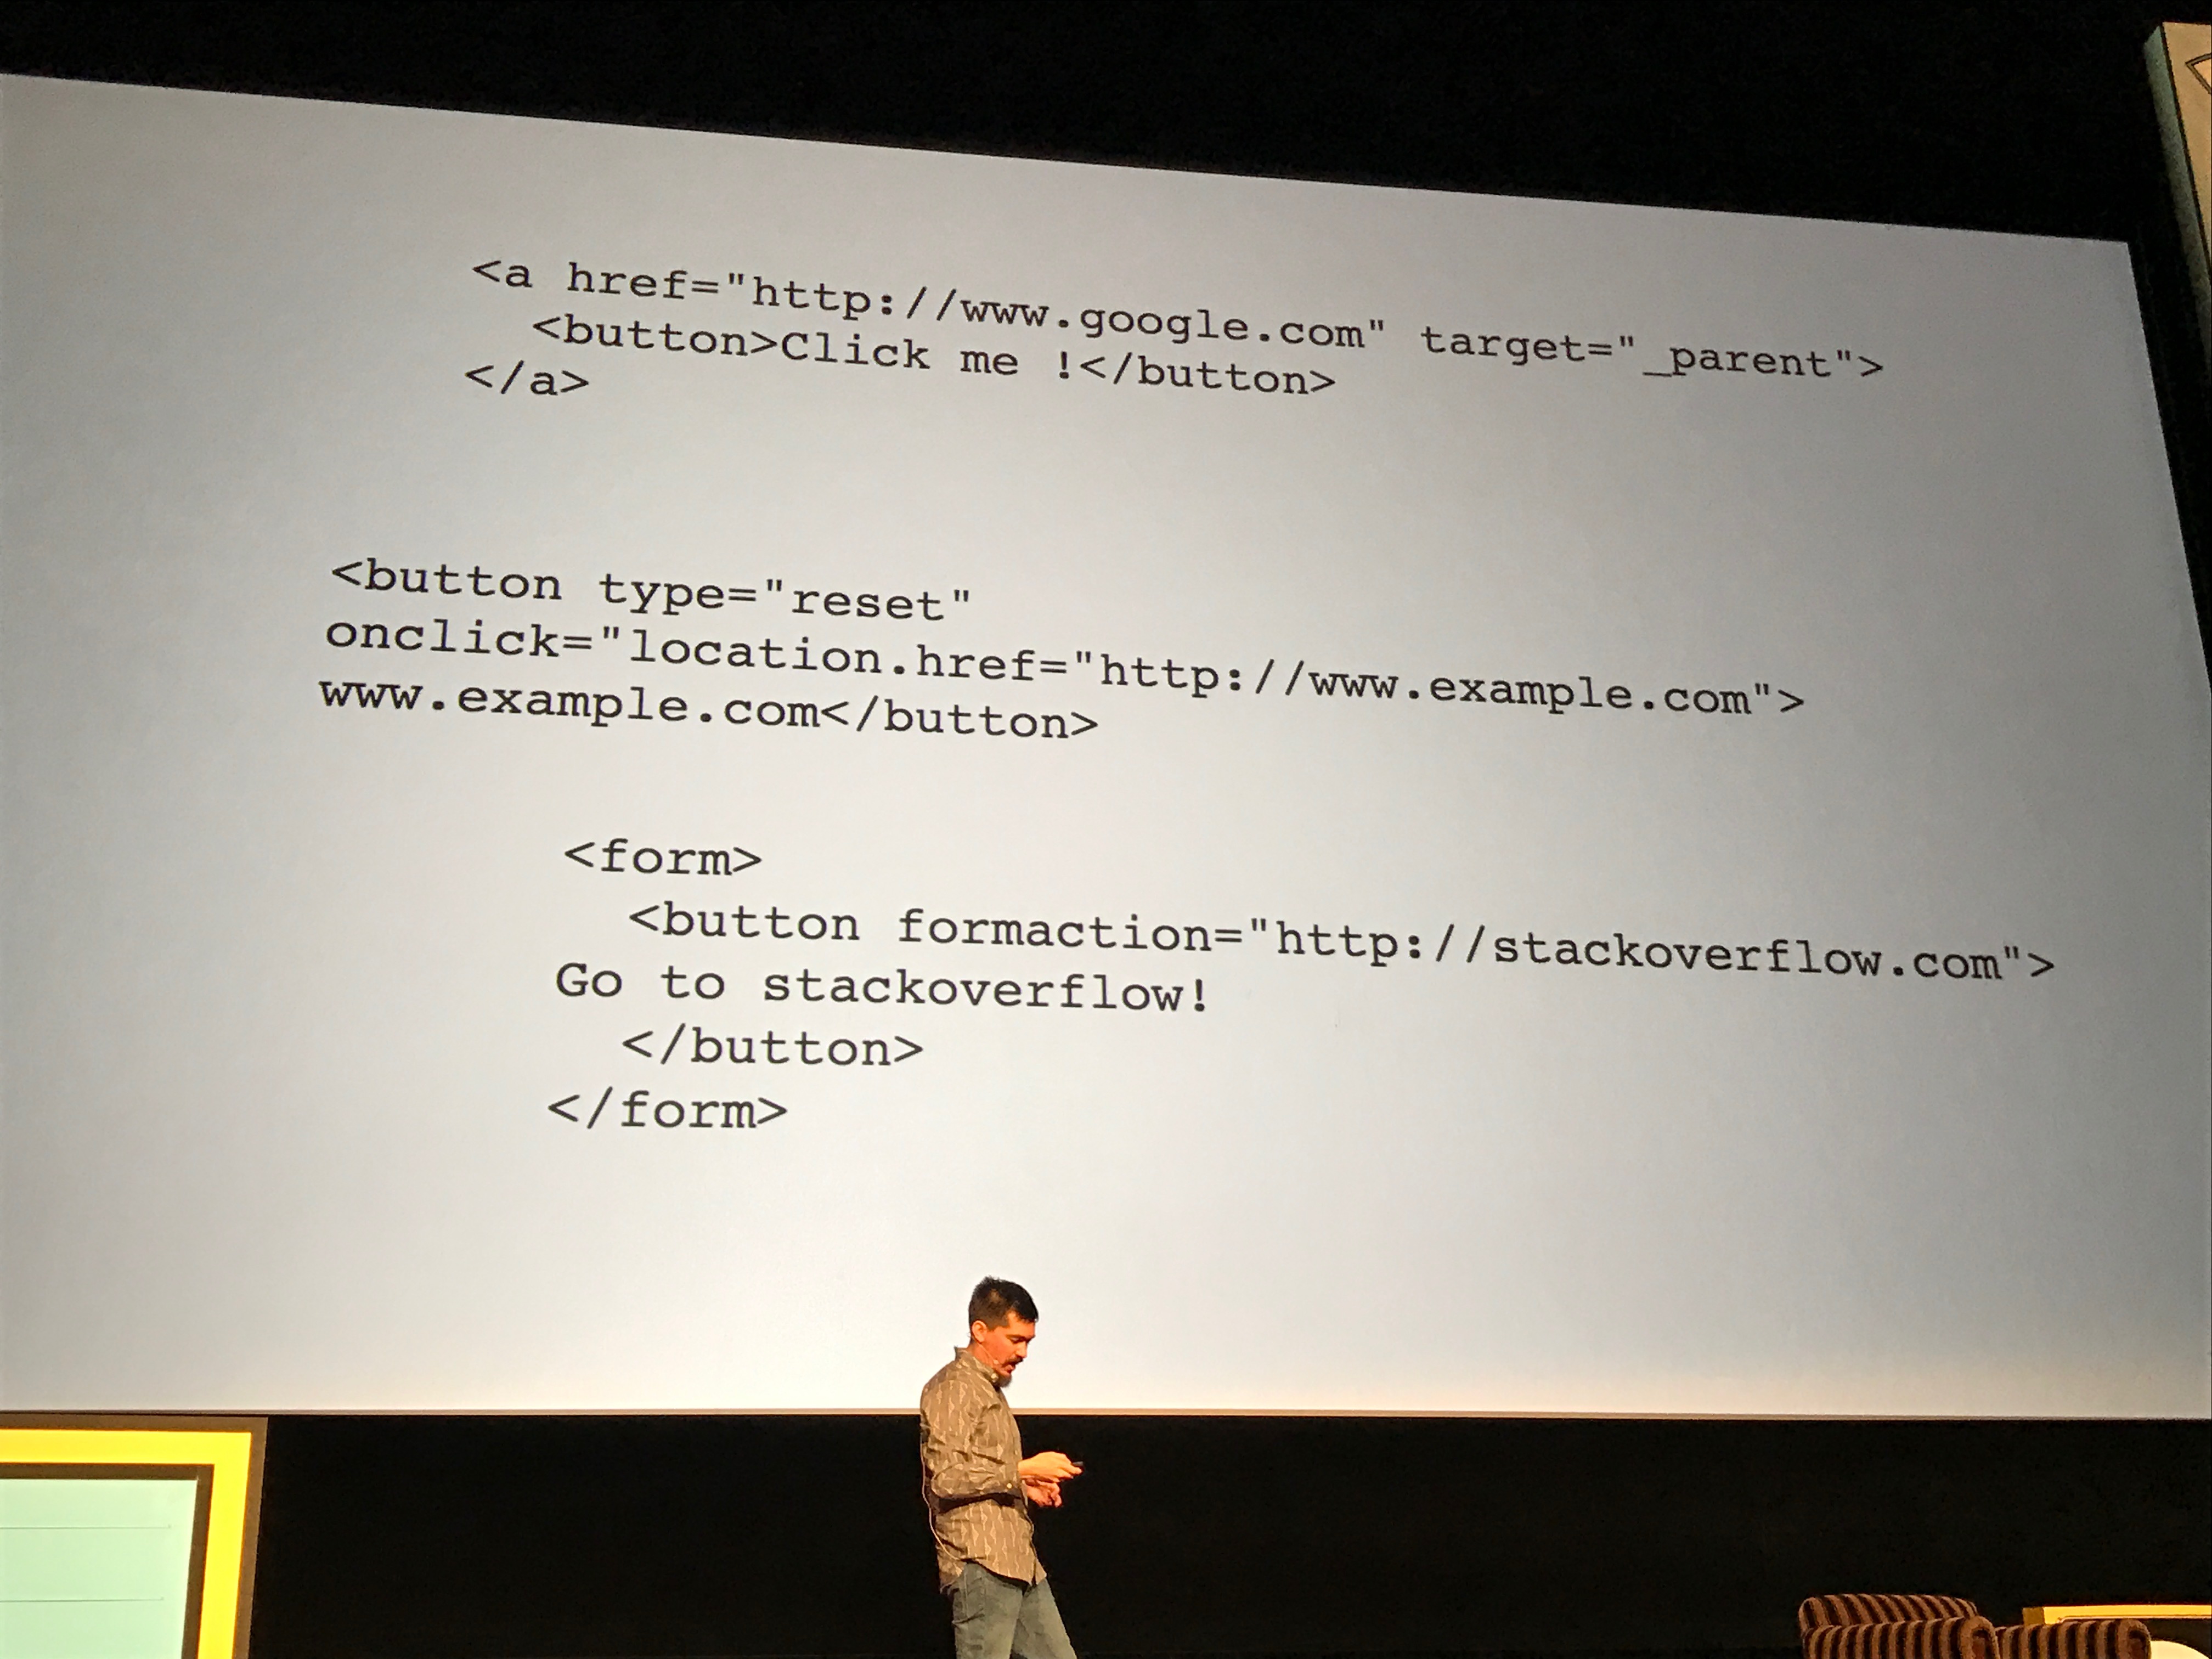 <a href="http://www.google.com" target="_parent">
<button>Click me !</button>
</a>
<button type="reset"
onclick="location.href="http://www.example.com">
www.example.com</button>
<form>
<button formaction="http://stackoverflow.com">
Go to stackoverflow!
</button>
</form>